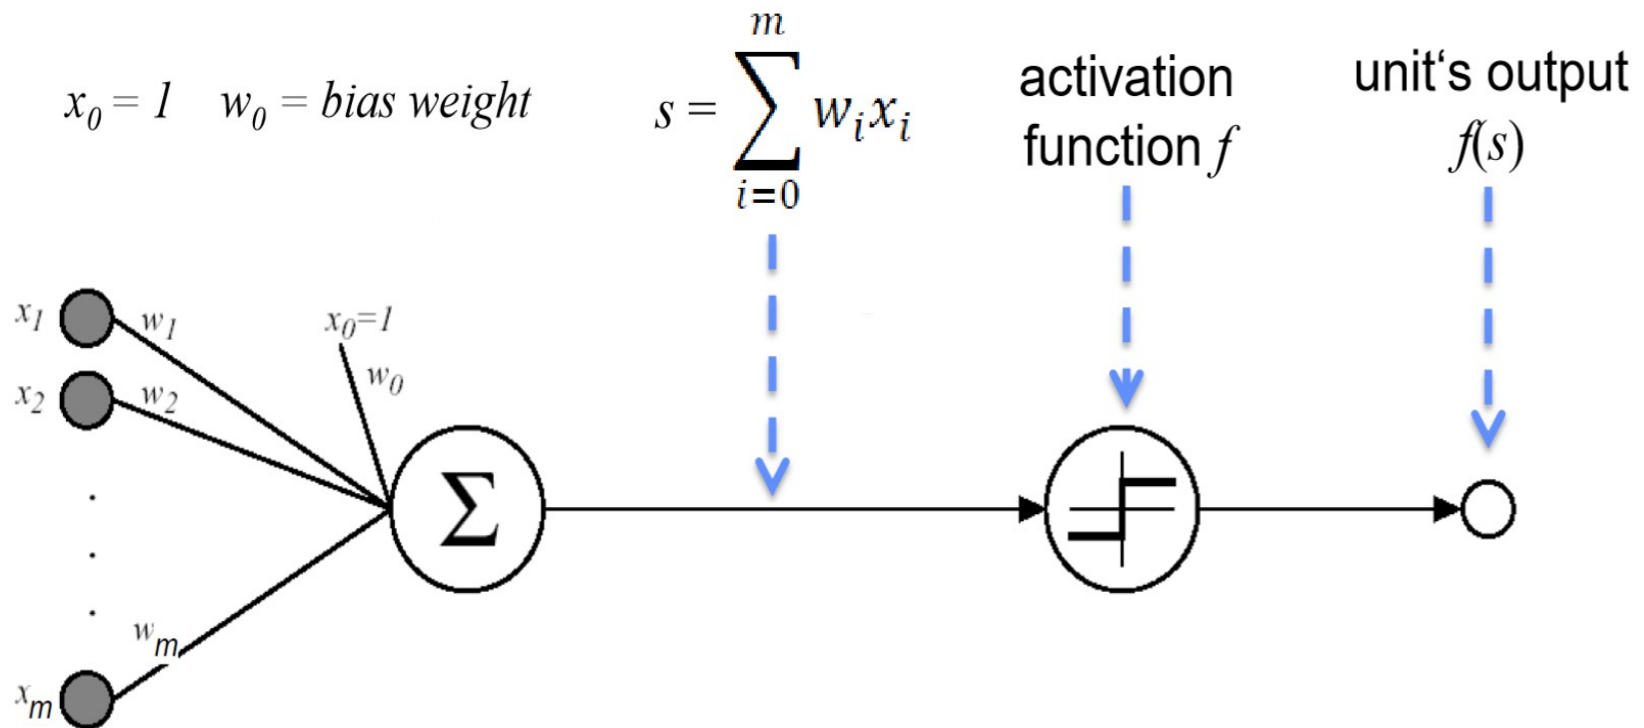 x₀ = 1   w₀ = bias weight
s = ∑ᵢ₌₀ᵐ wᵢxᵢ
activation
function f
unit‘s output
f(s)
x₁
w₁
x₀=1
w₀
x₂
w₂
.
.
.
wₘ
xₘ
Σ